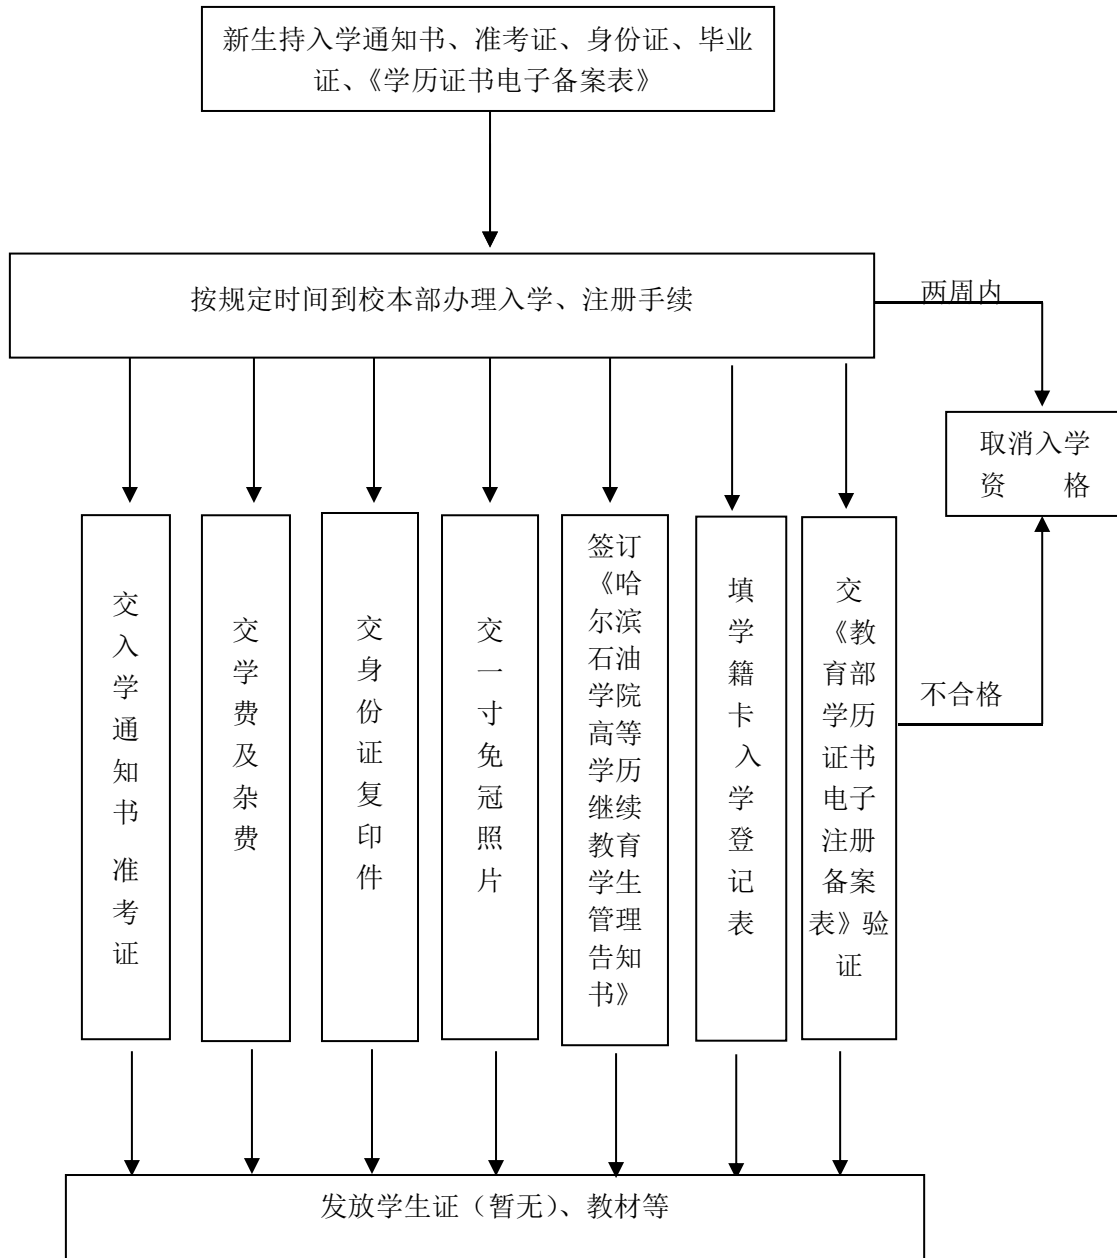 新生持入学通知书、准考证、身份证、毕业
证、《学历证书电子备案表》
按规定时间到校本部办理入学、注册手续
两周内
取消入学
资 格
交入学通知书 准考证
交学费及杂费
交身份证复印件
交一寸免冠照片
签订
《哈
尔滨
石油
学院
高等
学历
继续
教育
学生
管理
告知
书》
填学籍卡 入学登记表
交
《教
育部
学历
证书
电子
注册
备案
表》验
证
不合格
发放学生证（暂无）、教材等